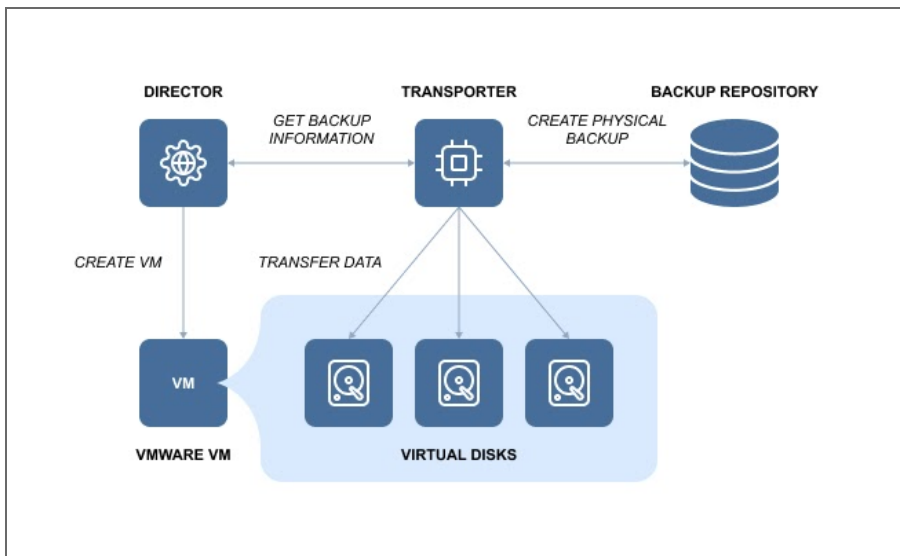 DIRECTOR
TRANSPORTER
BACKUP REPOSITORY
GET BACKUP
INFORMATION
CREATE PHYSICAL
BACKUP
CREATE VM
TRANSFER DATA
VM
VMWARE VM
VIRTUAL DISKS